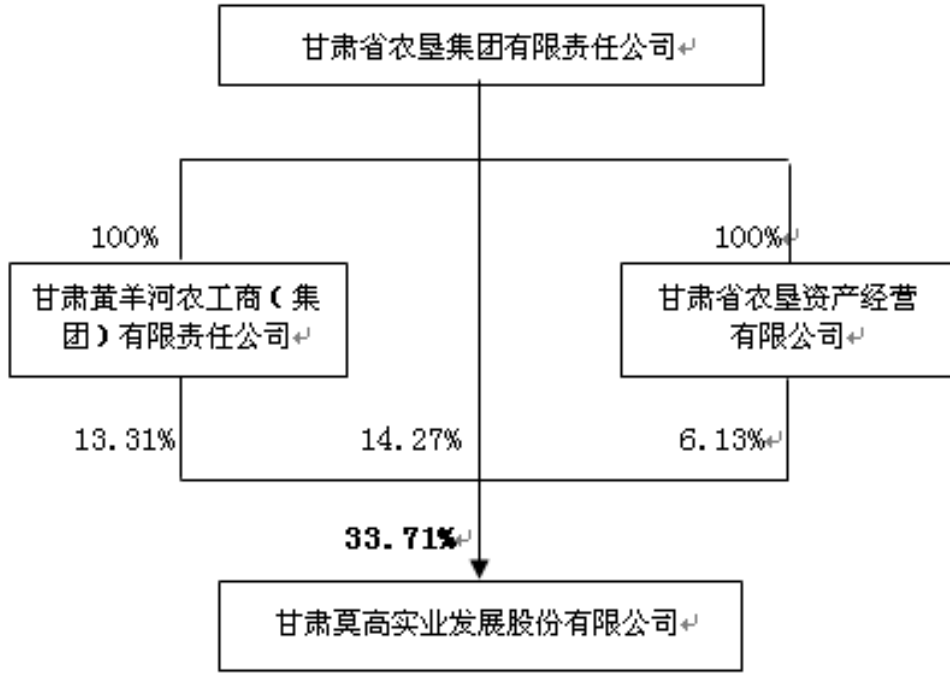 甘肃省农垦集团有限责任公司
100%
100%
甘肃黄羊河农工商（集
团）有限责任公司
甘肃省农垦资产经营
有限公司
13.31%
14.27%
6.13%
33.71%
甘肃莫高实业发展股份有限公司